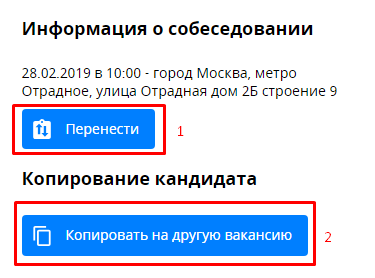 Информация о собеседовании
28.02.2019 в 10:00 - город Москва, метро
Отрадное, улица Отрадная дом 2Б строение 9
Перенести
1
Копирование кандидата
Копировать на другую вакансию
2